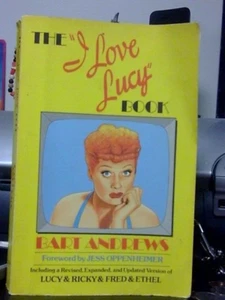 THE "I Love
Lucy"
BOOK
BART ANDREWS
Foreword by JESS OPPENHEIMER
Including a Revised, Expanded, and Updated Version of
LUCY & RICKY & FRED & ETHEL